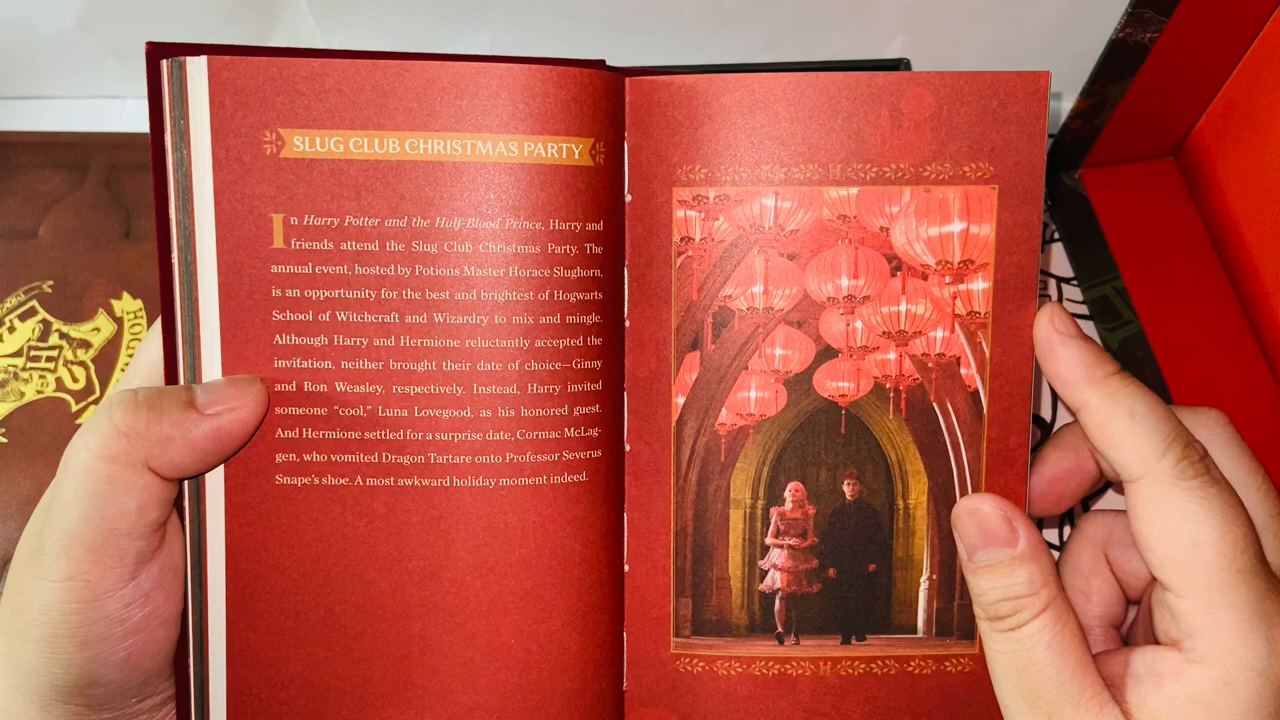 SLUG CLUB CHRISTMAS PARTY
In Harry Potter and the Half-Blood Prince, Harry and
friends attend the Slug Club Christmas Party. The
annual event, hosted by Potions Master Horace Slughorn,
is an opportunity for the best and brightest of Hogwarts
School of Witchcraft and Wizardry to mix and mingle.
Although Harry and Hermione reluctantly accepted the
invitation, neither brought their date of choice—Ginny
and Ron Weasley, respectively. Instead, Harry invited
someone “cool,” Luna Lovegood, as his honored guest.
And Hermione settled for a surprise date, Cormac McLag-
gen, who vomited Dragon Tartare onto Professor Severus
Snape’s shoe. A most awkward holiday moment indeed.
H
H
H